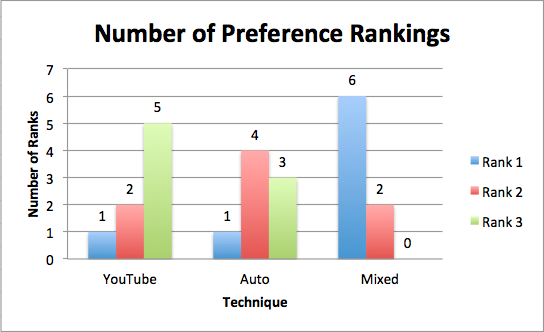 Number of Preference Rankings
Number of Ranks
7
6
5
4
3
2
1
0
1
2
5
1
4
3
6
2
0
YouTube
Auto
Mixed
Technique
Rank 1
Rank 2
Rank 3